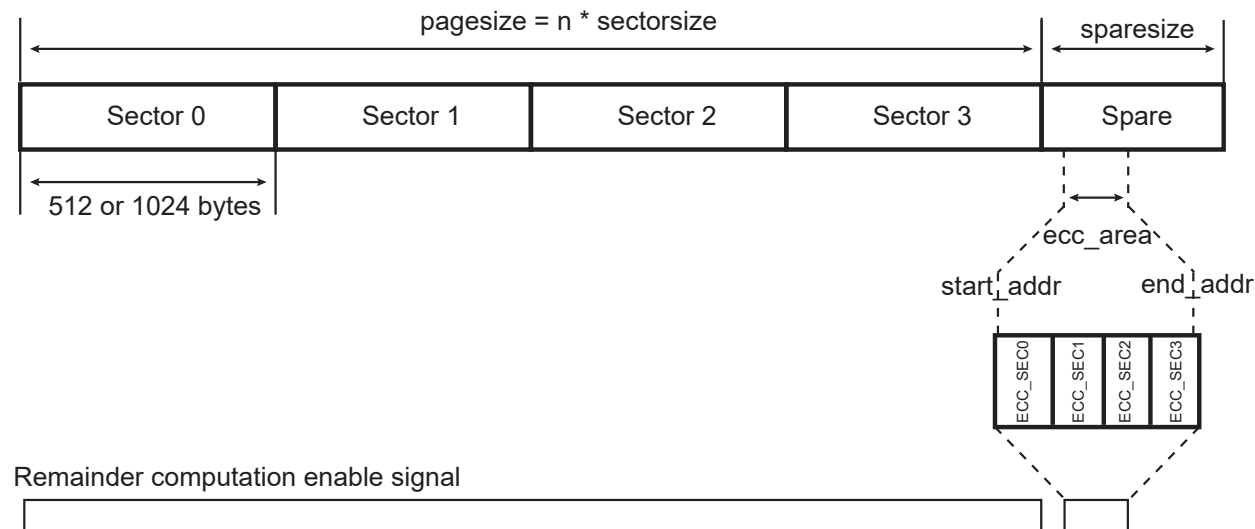 pagesize = n * sectorsize
sparesize
Sector 0
Sector 1
Sector 2
Sector 3
Spare
512 or 1024 bytes
ecc_area
start_addr
end_addr
ECC_SEC0
ECC_SEC1
ECC_SEC2
ECC_SEC3
Remainder computation enable signal